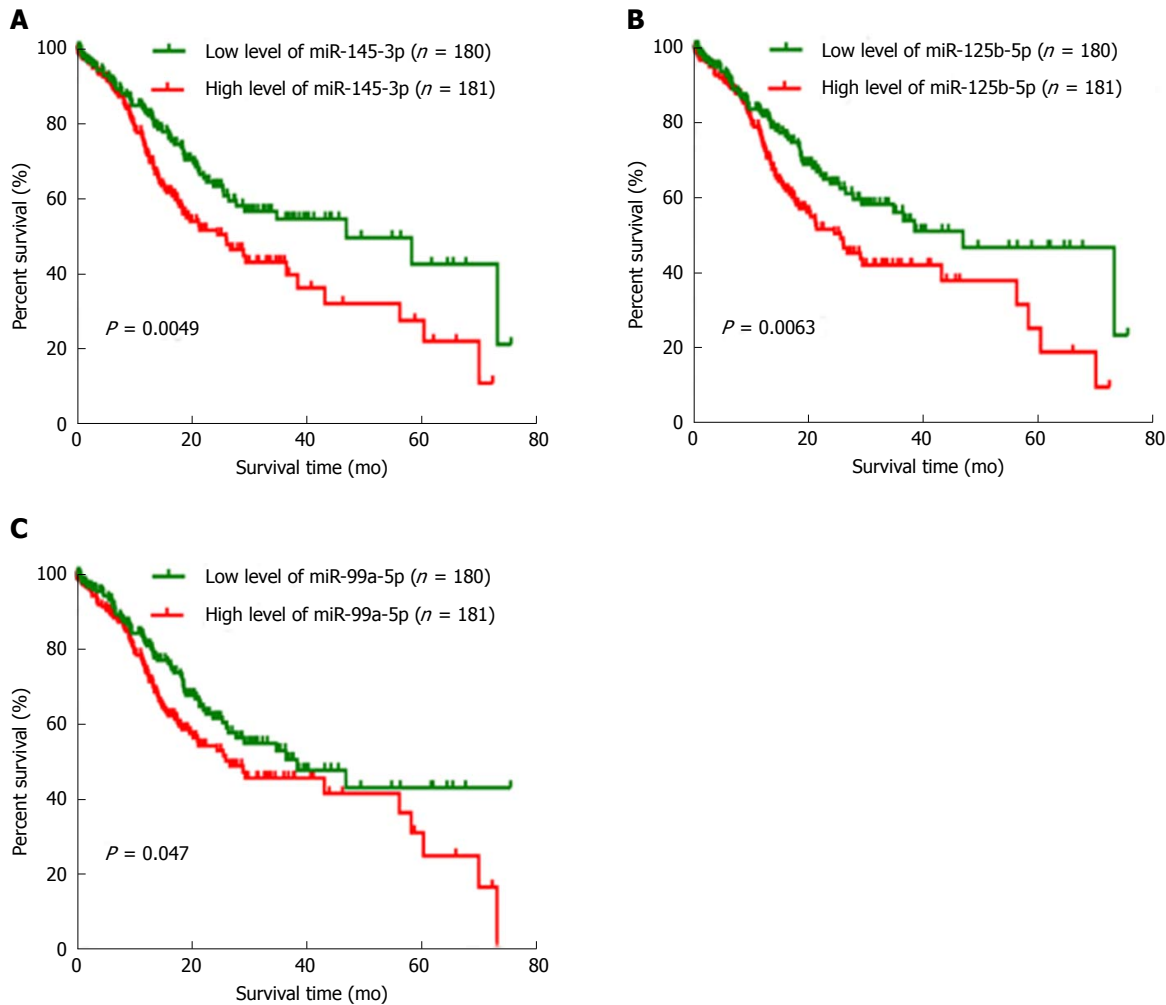 A
Low level of miR-145-3p (n = 180)
High level of miR-145-3p (n = 181)
Percent survival (%)
100
80
60
40
20
0
P = 0.0049
0 20 40 60 80
Survival time (mo)
B
Low level of miR-125b-5p (n = 180)
High level of miR-125b-5p (n = 181)
Percent survival (%)
100
80
60
40
20
0
P = 0.0063
0 20 40 60 80
Survival time (mo)
C
Low level of miR-99a-5p (n = 180)
High level of miR-99a-5p (n = 181)
Percent survival (%)
100
80
60
40
20
0
P = 0.047
0 20 40 60 80
Survival time (mo)